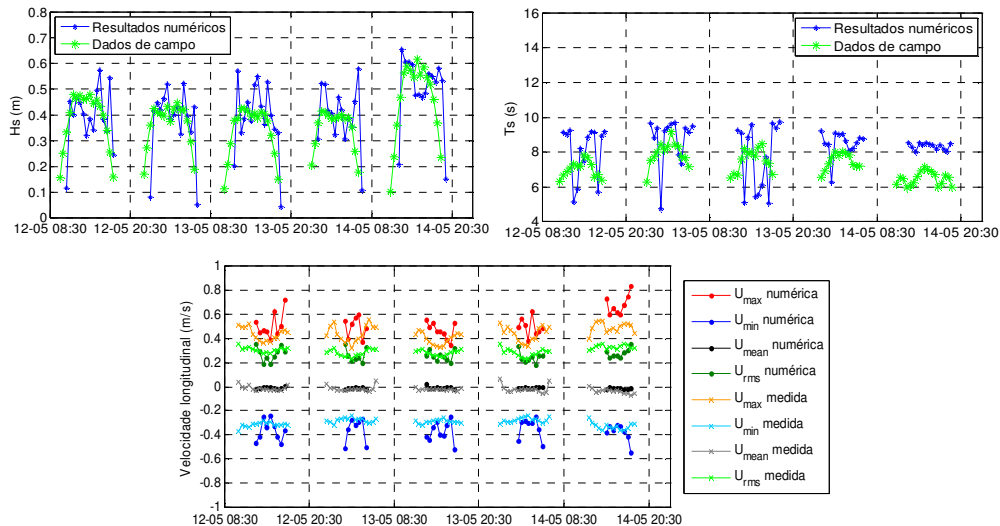 Hs (m)
0.8
0.7
0.6
0.5
0.4
0.3
0.2
0.1
0
Resultados numéricos
Dados de campo
12-05 08:30 12-05 20:30 13-05 08:30 13-05 20:30 14-05 08:30 14-05 20:30
Ts (s)
16
14
12
10
8
6
4
Resultados numéricos
Dados de campo
12-05 08:30 12-05 20:30 13-05 08:30 13-05 20:30 14-05 08:30 14-05 20:30
Velocidade longitudinal (m/s)
1
0.8
0.6
0.4
0.2
0
-0.2
-0.4
-0.6
-0.8
-1
12-05 08:30 12-05 20:30 13-05 08:30 13-05 20:30 14-05 08:30 14-05 20:30
Umax numérica
Umin numérica
Umean numérica
Urms numérica
Umax medida
Umin medida
Umean medida
Urms medida